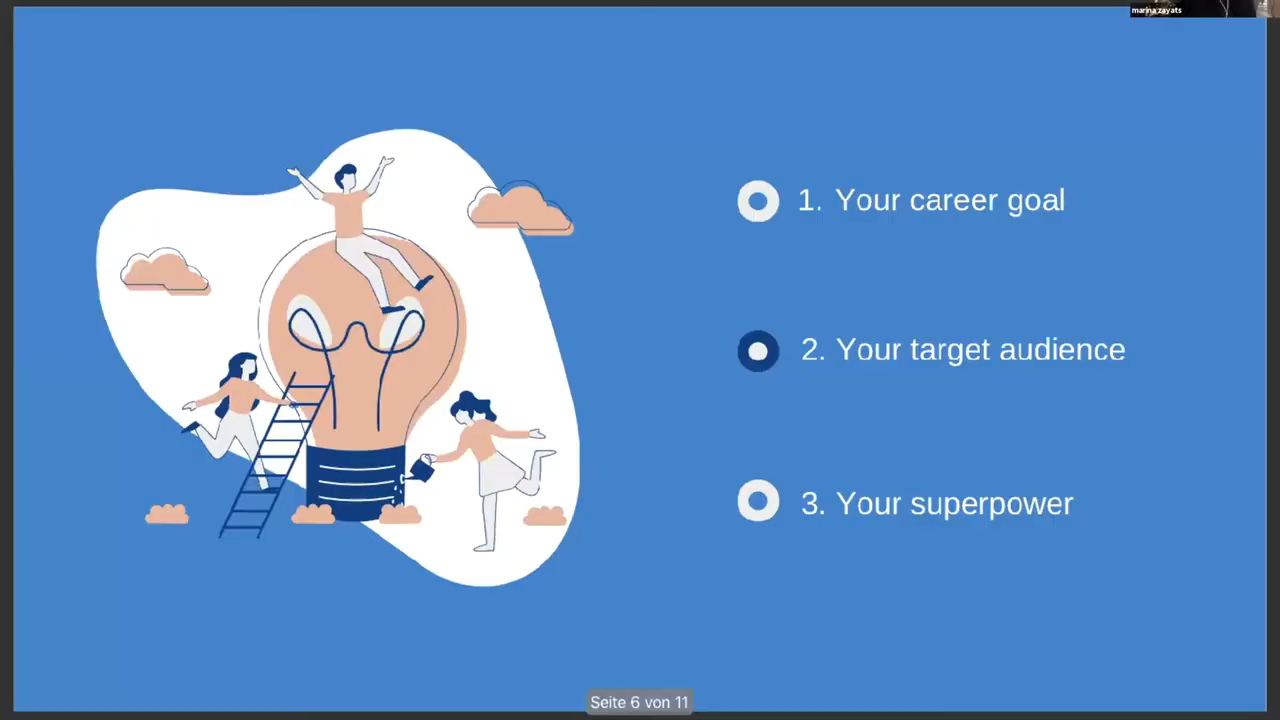 marina zayats
1. Your career goal
2. Your target audience
3. Your superpower
Seite 6 von 11